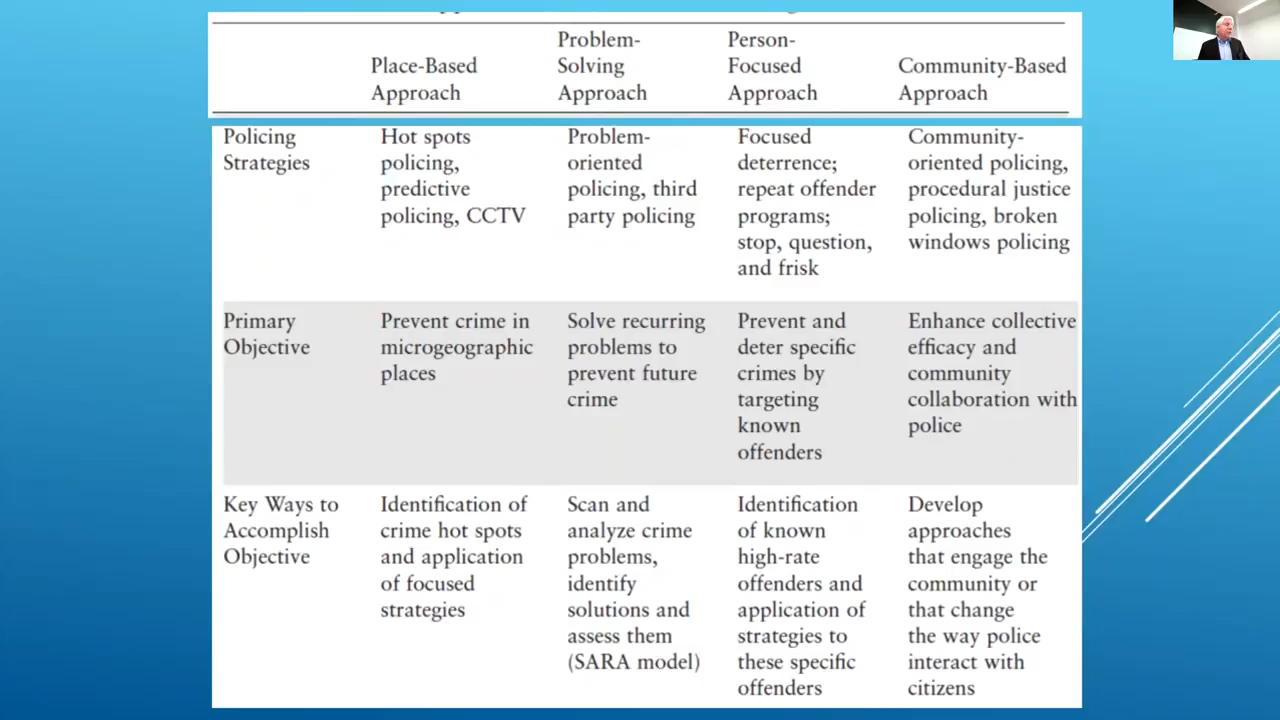 Place-Based Approach
Problem-Solving Approach
Person-Focused Approach
Community-Based Approach
Policing Strategies
Hot spots
policing,
predictive
policing, CCTV
Problem-
oriented
policing, third
party policing
Focused
deterrence;
repeat offender
programs;
stop, question,
and frisk
Community-
oriented policing,
procedural justice
policing, broken
windows policing
Primary
Objective
Prevent crime in
microgeographic
places
Solve recurring
problems to
prevent future
crime
Prevent and
deter specific
crimes by
targeting
known
offenders
Enhance collective
efficacy and
community
collaboration with
police
Key Ways to
Accomplish
Objective
Identification of
crime hot spots
and application
of focused
strategies
Scan and
analyze crime
problems,
identify
solutions and
assess them
(SARA model)
Identification
of known
high-rate
offenders and
application of
strategies to
these specific
offenders
Develop
approaches
that engage the
community or
that change
the way police
interact with
citizens